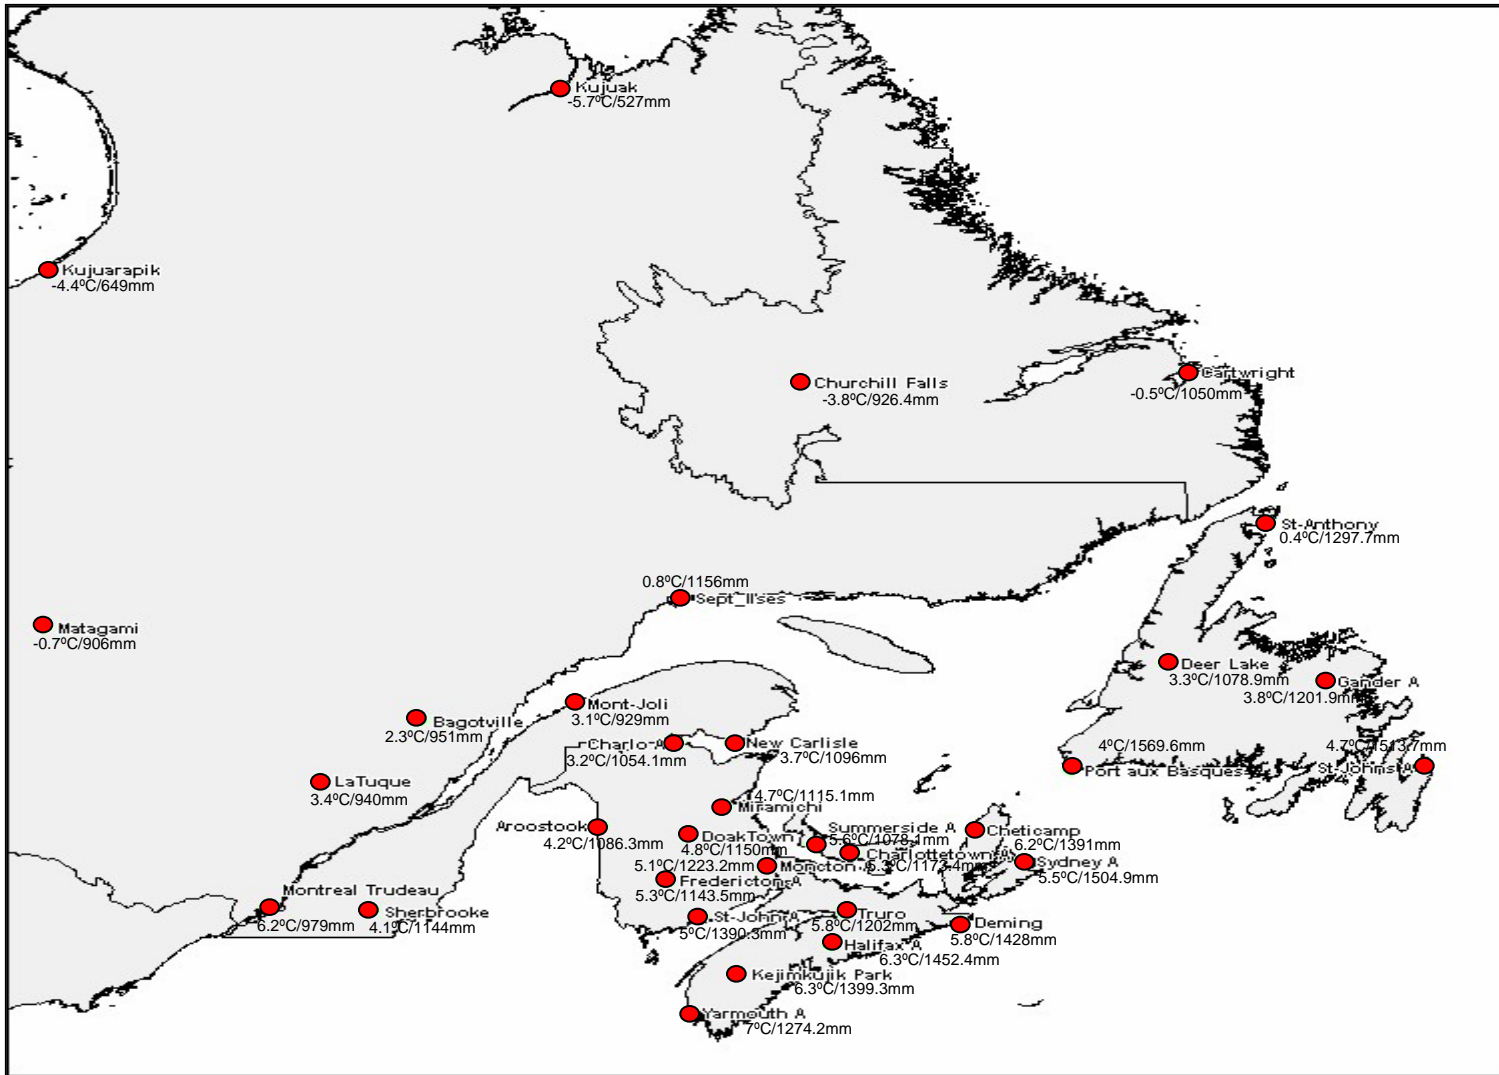 Kujuak
-5.7ºC/527mm
Kujuarapik
-4.4ºC/649mm
Churchill Falls
-3.8ºC/926.4mm
Cartwright
-0.5ºC/1050mm
St-Anthony
0.4ºC/1297.7mm
0.8ºC/1156mm
Sept_Il'ses
Matagami
-0.7ºC/906mm
Deer Lake
3.3ºC/1078.9mm
Gander A
3.8ºC/1201.9mm
Mont-Joli
3.1ºC/929mm
Bagotville
2.3ºC/951mm
Charlo A
3.2ºC/1054.1mm
New Carlisle
3.7ºC/1096mm
4ºC/1569.6mm
Port aux Basques
4.7ºC/1513.7mm
St-Johns A
LaTuque
3.4ºC/940mm
4.7ºC/1115.1mm
Miramichi
Aroostook
4.2ºC/1086.3mm
DoakTown
4.8ºC/1150mm
Summerside A
5.6ºC/1078.1mm
Cheticamp
6.2ºC/1391mm
Charlottetown A
5.3ºC/1173.4mm
5.1ºC/1223.2mm
Moncton A
Sydney A
5.5ºC/1504.9mm
Fredericton A
5.3ºC/1143.5mm
Montreal Trudeau
6.2ºC/979mm
Sherbrooke
4.1ºC/1144mm
St-John A
5ºC/1390.3mm
Truro
5.8ºC/1202mm
Deming
5.8ºC/1428mm
Halifax A
6.3ºC/1452.4mm
Kejimkujik Park
6.3ºC/1399.3mm
Yarmouth A
7ºC/1274.2mm